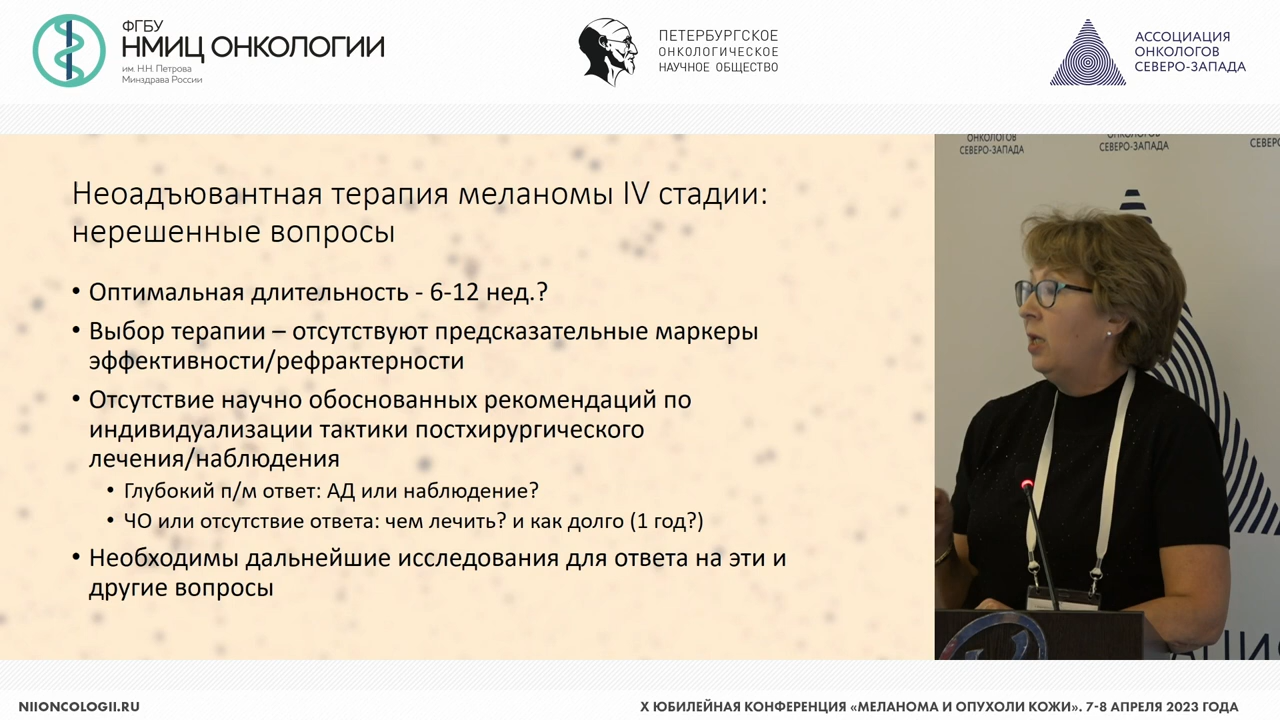 ФГБУ
НМИЦ ОНКОЛОГИИ
им. Н.Н. Петрова
Минздрава России
ПЕТЕРБУРГСКОЕ
ОНКОЛОГИЧЕСКОЕ
НАУЧНОЕ ОБЩЕСТВО
АССОЦИАЦИЯ
ОНКОЛОГОВ
СЕВЕРО-ЗАПАДА
Неоадъювантная терапия меланомы IV стадии:
нерешенные вопросы
• Оптимальная длительность - 6-12 нед.?
• Выбор терапии – отсутствуют предсказательные маркеры
эффективности/рефрактерности
• Отсутствие научно обоснованных рекомендаций по
индивидуализации тактики постхирургического
лечения/наблюдения
• Глубокий п/м ответ: АД или наблюдение?
• ЧО или отсутствие ответа: чем лечить? и как долго (1 год?)
• Необходимы дальнейшие исследования для ответа на эти и
другие вопросы
ОНКОЛОГОВ
СЕВЕРО-ЗАПАДА
ОНКОЛОГОВ
СЕВЕРО-ЗАПАДА
СЕВЕРО
NIIONCOLOGII.RU
X ЮБИЛЕЙНАЯ КОНФЕРЕНЦИЯ «МЕЛАНОМА И ОПУХОЛИ КОЖИ». 7-8 АПРЕЛЯ 2023 ГОДА